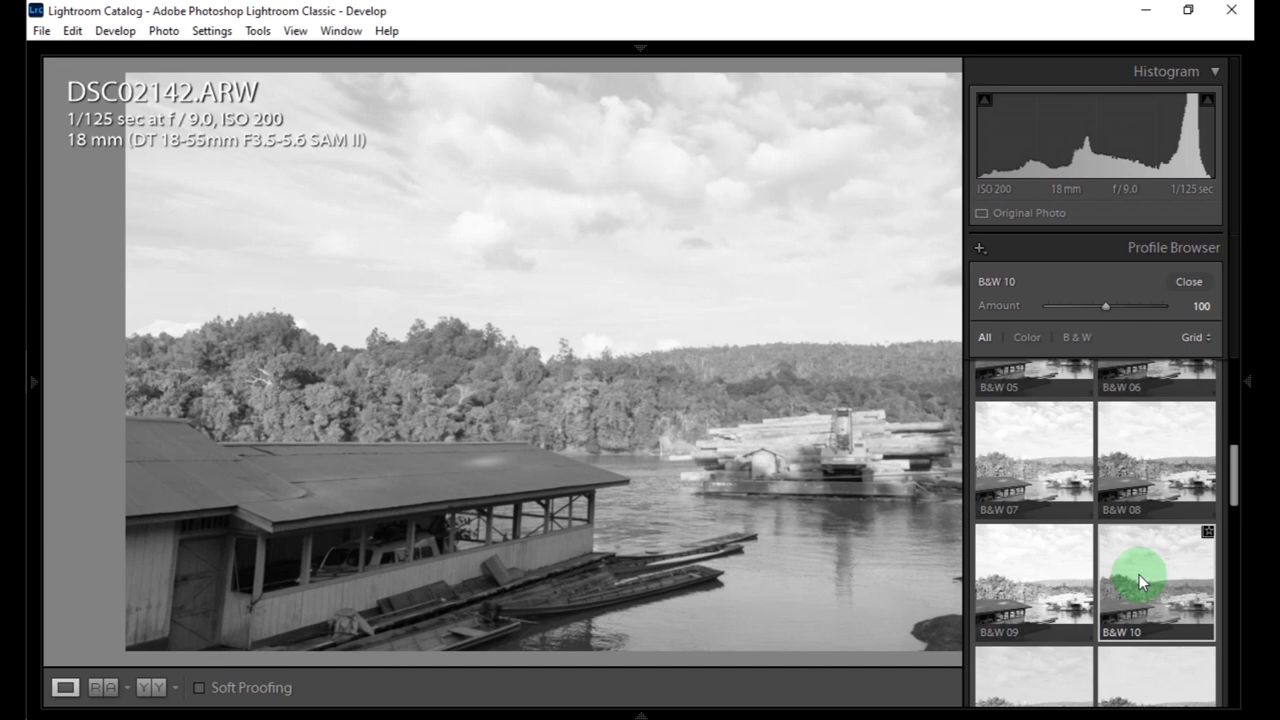 Lrc Lightroom Catalog - Adobe Photoshop Lightroom Classic - Develop
File Edit Develop Photo Settings Tools View Window Help
DSC02142.ARW
1/125 sec at f / 9.0, ISO 200
18 mm (DT 18-55mm F3.5-5.6 SAM II)
Histogram
ISO 200 18 mm f / 9.0 1/125 sec
Original Photo
Profile Browser
B&W 10 Close
Amount 100
All Color B & W Grid
B&W 05 B&W 06
B&W 07 B&W 08
B&W 09 B&W 10
R A Y Y Soft Proofing